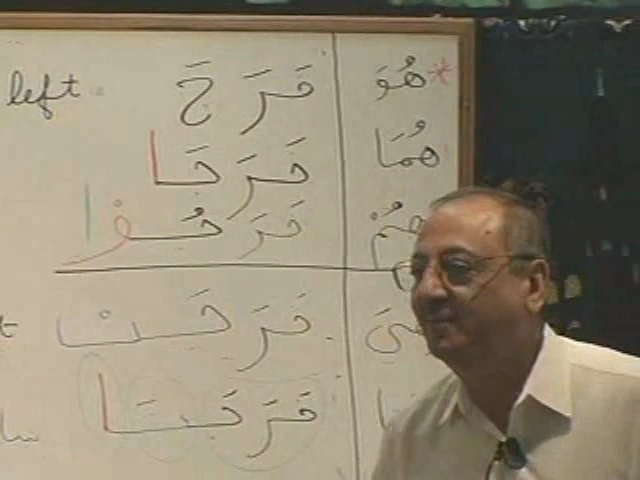 * هُوَ خَرَجَ left
هُمَا خَرَجَا
هُمْ خَرَجُوا
هِيَ خَرَجَتْ
خَرَجَتَا